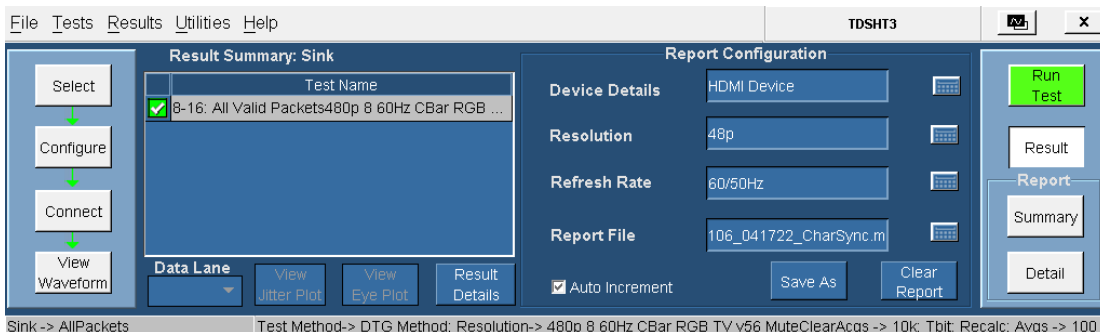 File Tests Results Utilities Help TDSHT3 x
Result Summary: Sink
Test Name
8-16: All Valid Packets480p 8 60Hz CBar RGB ...
Select
Configure
Connect
View
Waveform
Data Lane
View
Jitter Plot
View
Eye Plot
Result
Details
Report Configuration
Device Details HDMI Device
Resolution 48p
Refresh Rate 60/50Hz
Report File 106_041722_CharSync.m
Auto Increment
Save As
Clear
Report
Run
Test
Result
Report
Summary
Detail
Sink -> AllPackets Test Method-> DTG Method: Resolution-> 480p 8 60Hz CBar RGB TV v56 MuteClearAcqs -> 10k: Tbit: Recalc: Avgs -> 100